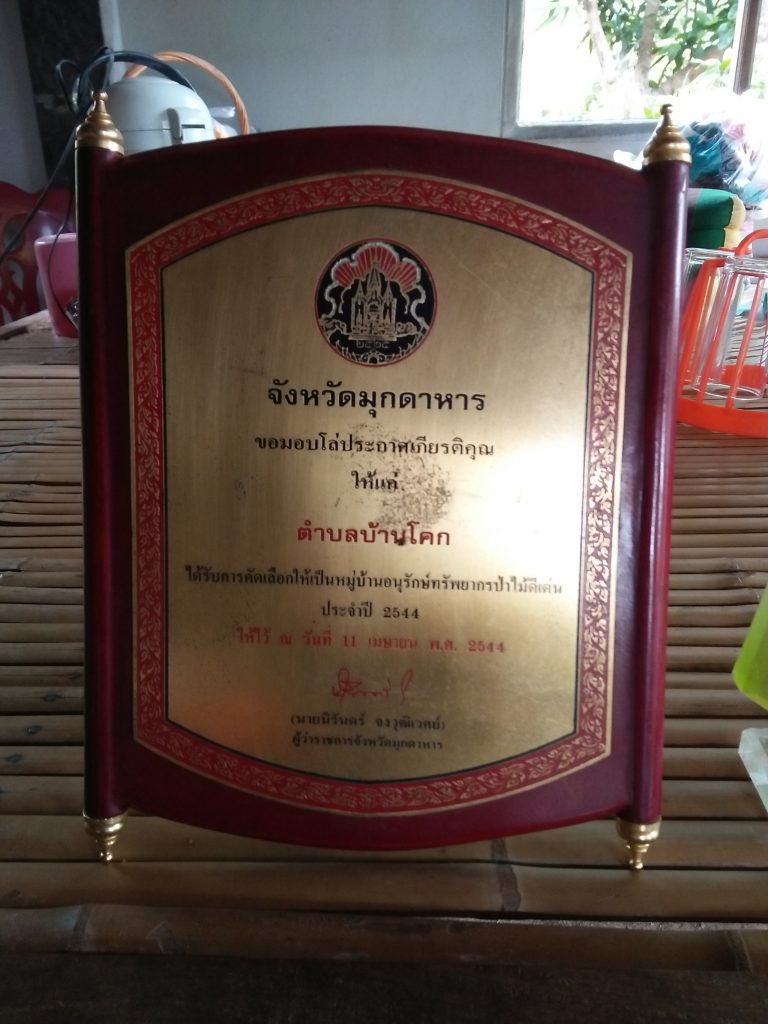 ๒๕๒๕
จังหวัดมุกดาหาร
ขอมอบโล่ประกาศเกียรติคุณ
ให้แก่
ตำบลบ้านโคก
ได้รับการคัดเลือกให้เป็นหมู่บ้านอนุรักษ์ทรัพยากรป่าไม้ดีเด่น
ประจำปี 2544
ให้ไว้ ณ วันที่ 11 เมษายน พ.ศ. 2544
(นายนิรันดร์ จงวุฒิเวศย์)
ผู้ว่าราชการจังหวัดมุกดาหาร